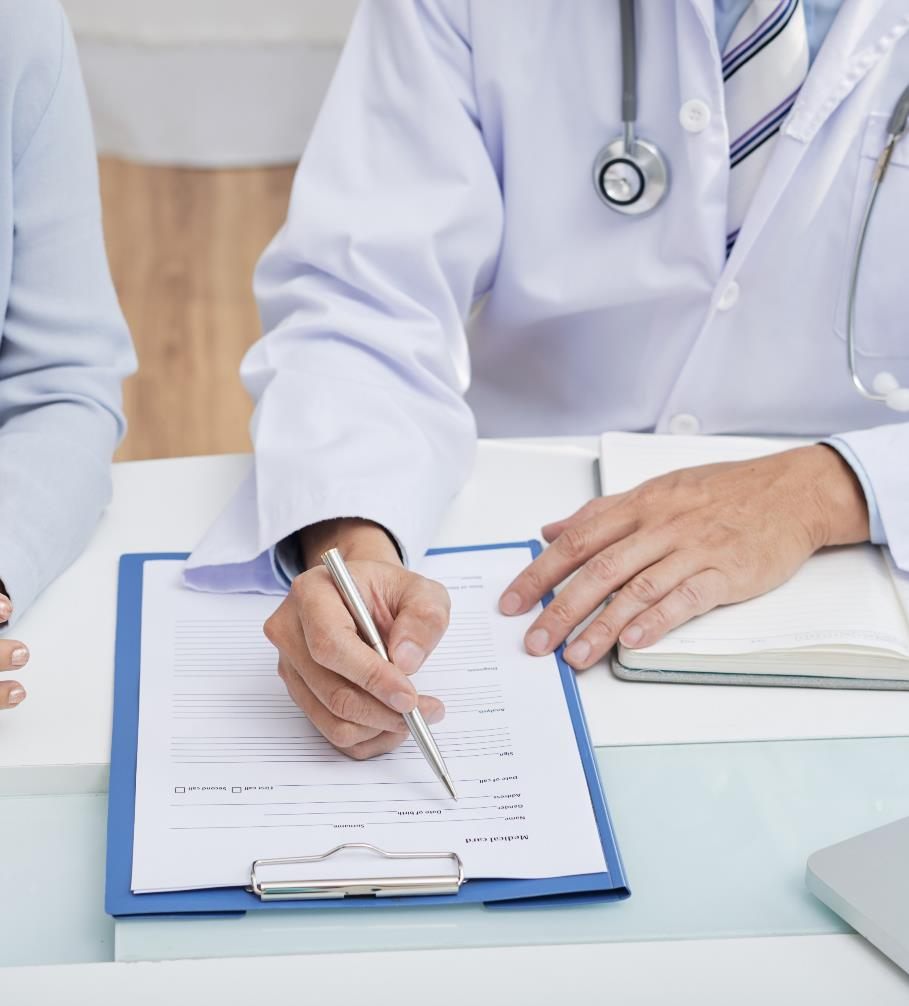 Medical card
Name Surname
Gender Date of birth
Address
Date of call First call Second call
Sign
Analysis
Diagnosis